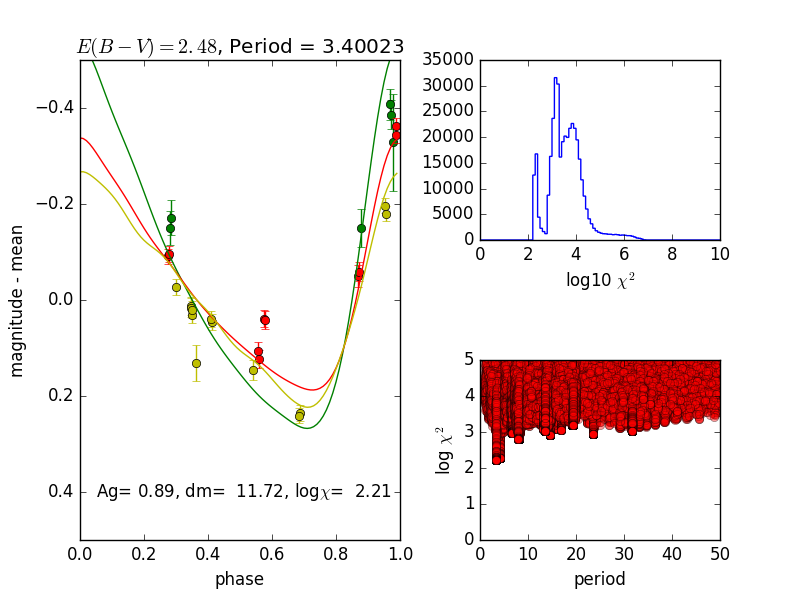 E(B − V) = 2.48, Period = 3.40023
magnitude - mean
−0.4
−0.2
0.0
0.2
0.4
Ag= 0.89, dm=  11.72, logχ=  2.21
0.0 0.2 0.4 0.6 0.8 1.0
phase
35000
30000
25000
20000
15000
10000
5000
0
0 2 4 6 8 10
log10 χ²
log χ²
5
4
3
2
1
0
0 10 20 30 40 50
period